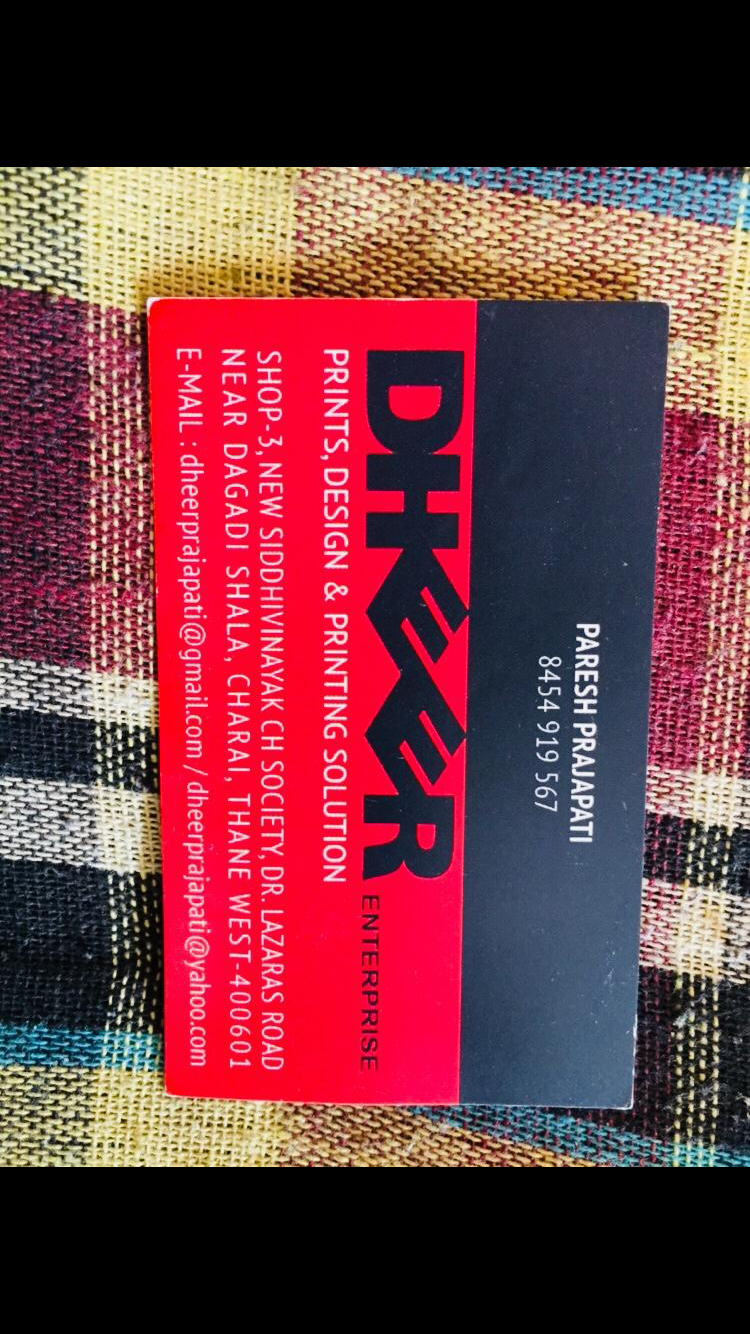 PARESH PRAJAPATI
8454 919 567
DHEER ENTERPRISE
PRINTS, DESIGN & PRINTING SOLUTION
SHOP-3, NEW SIDDHIVINAYAK CH SOCIETY, DR. LAZARAS ROAD
NEAR DAGADI SHALA, CHARAI, THANE WEST-400601
E-MAIL : dheerprajapati@gmail.com / dheerprajapati@yahoo.com